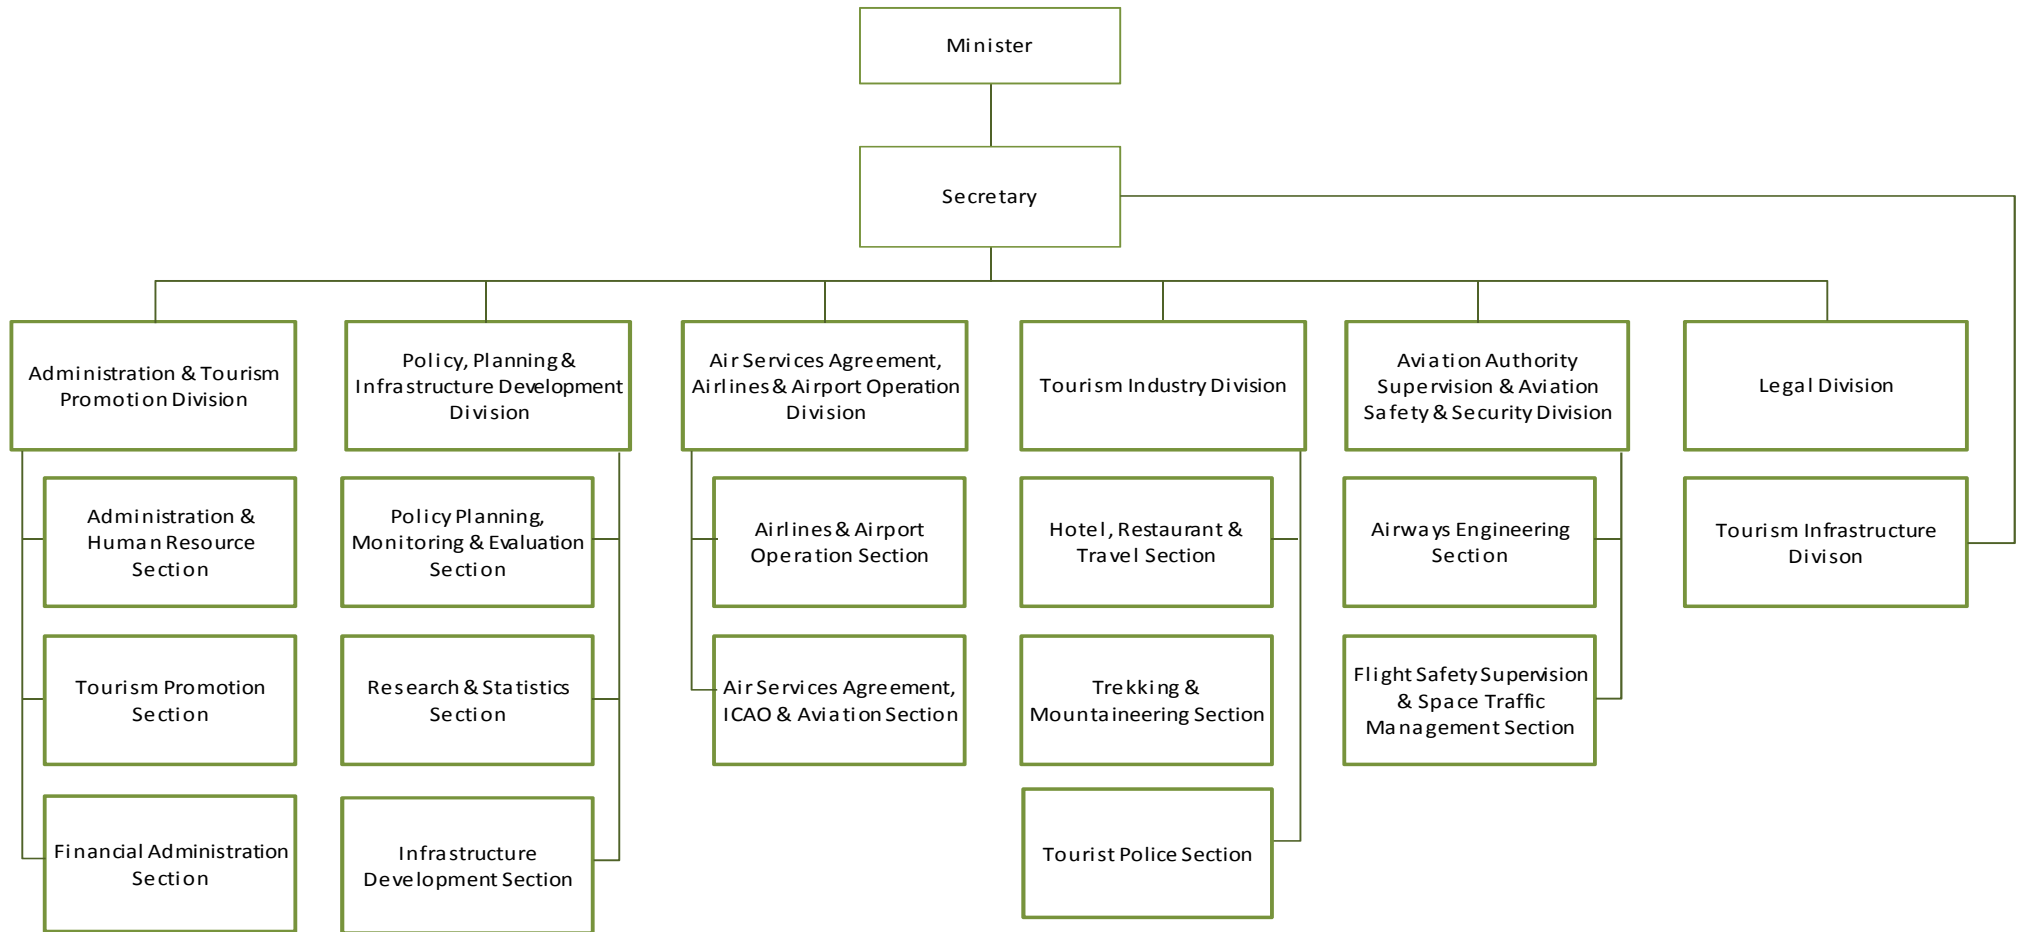 Minister
Secretary
Administration & Tourism
Promotion Division
Policy, Planning &
Infrastructure Development
Division
Air Services Agreement,
Airlines & Airport Operation
Division
Tourism Industry Division
Aviation Authority
Supervision & Aviation
Safety & Security Division
Legal Division
Administration &
Human Resource
Section
Policy Planning,
Monitoring & Evaluation
Section
Airlines & Airport
Operation Section
Hotel, Restaurant &
Travel Section
Airways Engineering
Section
Tourism Infrastructure
Divison
Tourism Promotion
Section
Research & Statistics
Section
Air Services Agreement,
ICAO & Aviation Section
Trekking &
Mountaineering Section
Flight Safety Supervision
& Space Traffic
Management Section
Financial Administration
Section
Infrastructure
Development Section
Tourist Police Section